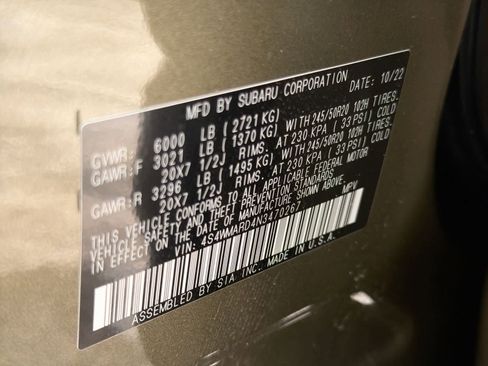 MFD BY SUBARU CORPORATION DATE: 10/22
GVWR: 6000 LB (2721 KG)
GAWR:F 3021 LB (1370 KG) WITH 245/50R20 102H TIRES.
20X7 1/2J RIMS. AT 230 KPA (33 PSI) COLD
GAWR:R 3296 LB (1495 KG) WITH 245/50R20 102H TIRES.
20X7 1/2J RIMS. AT 230 KPA (33 PSI) COLD
THIS VEHICLE CONFORMS TO ALL APPLICABLE FEDERAL MOTOR
VEHICLE SAFETY AND THEFT PREVENTION STANDARDS
IN EFFECT ON THE DATE OF MANUFACTURE SHOWN ABOVE.
VIN: 4S4WMARD4N3470267 MPV
ASSEMBLED BY SIA INC. MADE IN U.S.A.